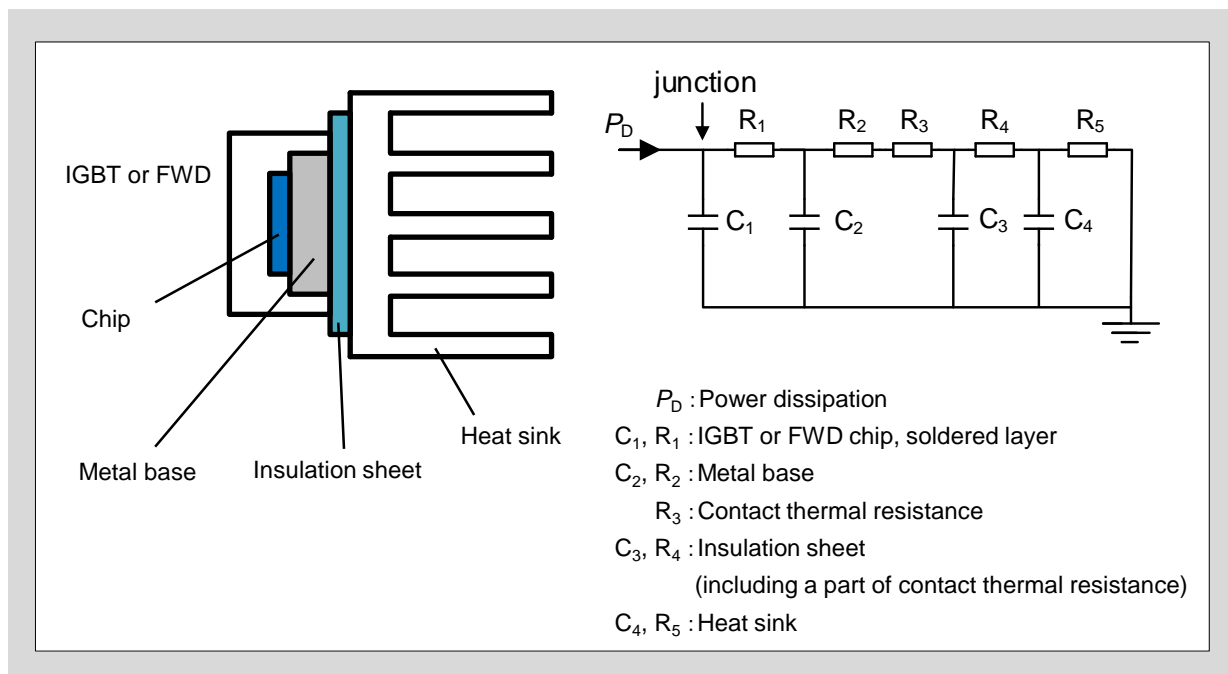 IGBT or FWD
Chip
Metal base
Insulation sheet
Heat sink
junction
P_D
R₁
R₂
R₃
R₄
R₅
C₁
C₂
C₃
C₄
P_D : Power dissipation
C₁, R₁ : IGBT or FWD chip, soldered layer
C₂, R₂ : Metal base
R₃ : Contact thermal resistance
C₃, R₄ : Insulation sheet
(including a part of contact thermal resistance)
C₄, R₅ : Heat sink